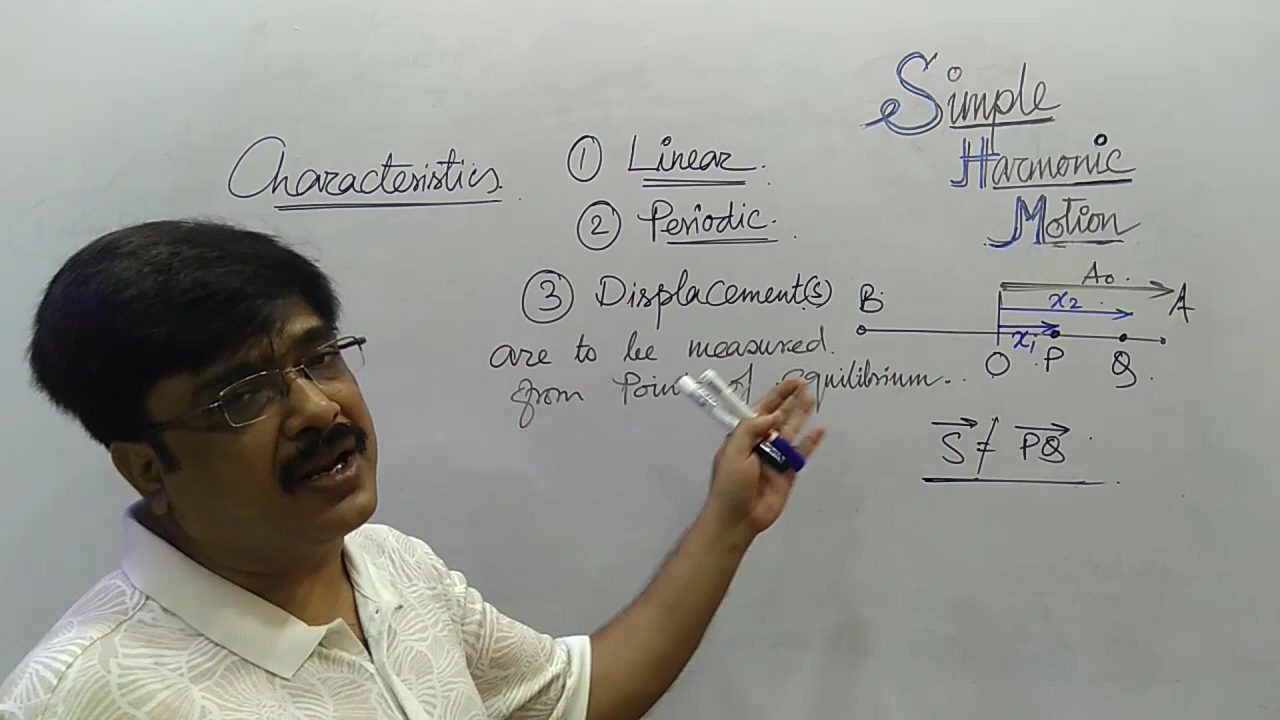 Simple
Harmonic
Motion
Characteristics.
① Linear.
② Periodic.
③ Displacement(s)
are to be measured.
from Point of Equilibrium..
A₀.
x₂.
B A
x₁
O P Q.
S⃗ ≠ P⃗Q⃗